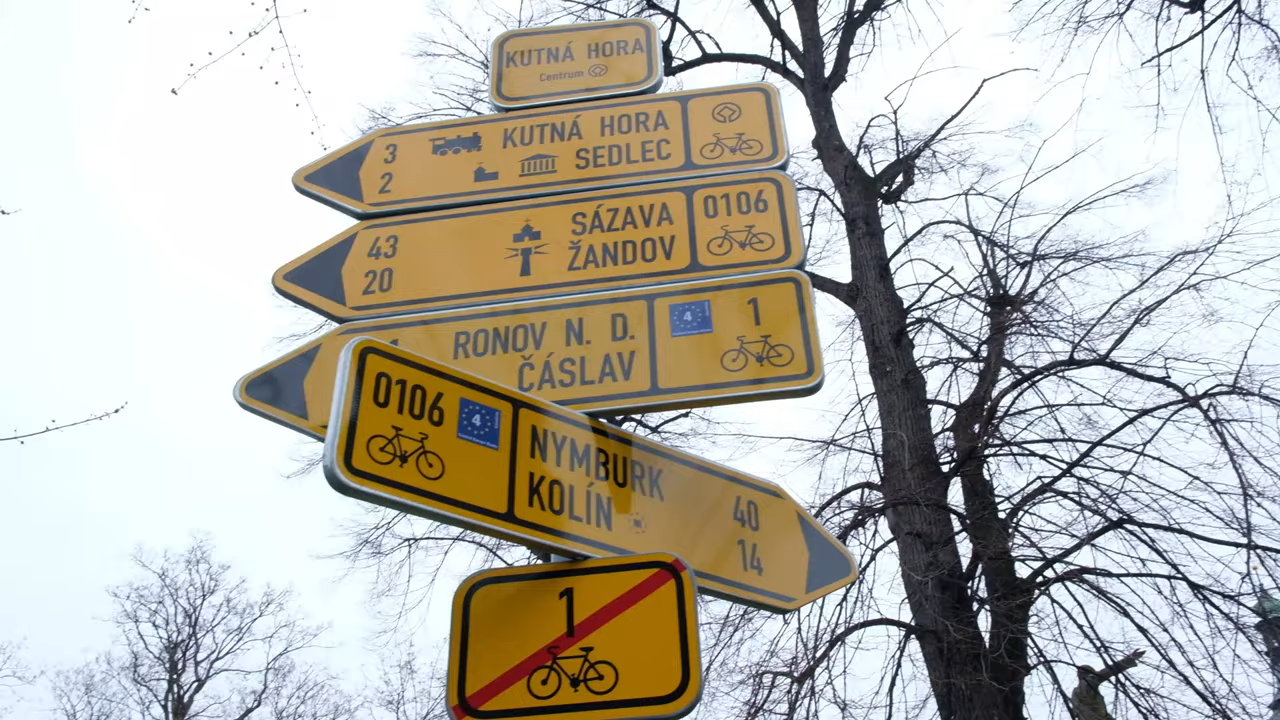 KUTNÁ HORA
Centrum
3 KUTNÁ HORA
2 SEDLEC
43 SÁZAVA 0106
20 ŽANDOV
RONOV N. D. 4 1
ČÁSLAV
0106 4 NYMBURK 40
KOLÍN 14
1